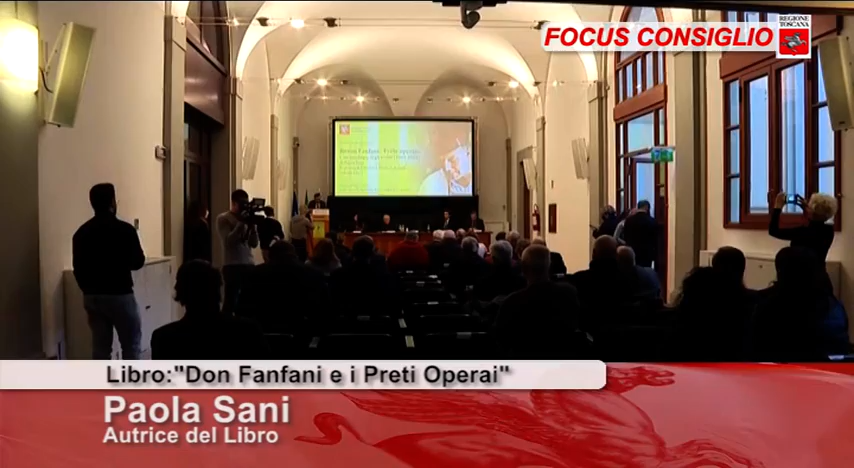 FOCUS CONSIGLIO
REGIONE
TOSCANA
Libro:"Don Fanfani e i Preti Operai"
Paola Sani
Autrice del Libro